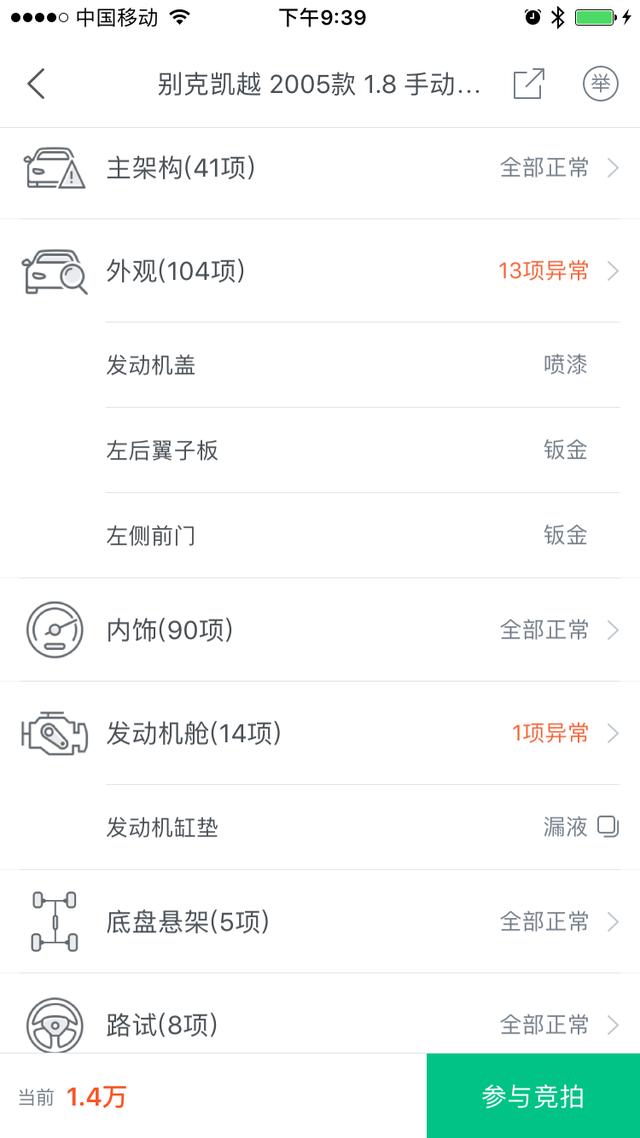 中国移动 下午9:39
别克凯越 2005款 1.8 手动... 举
主架构(41项) 全部正常
外观(104项) 13项异常
发动机盖 喷漆
左后翼子板 钣金
左侧前门 钣金
内饰(90项) 全部正常
发动机舱(14项) 1项异常
发动机缸垫 漏液
底盘悬架(5项) 全部正常
路试(8项) 全部正常
当前 1.4万 参与竞拍